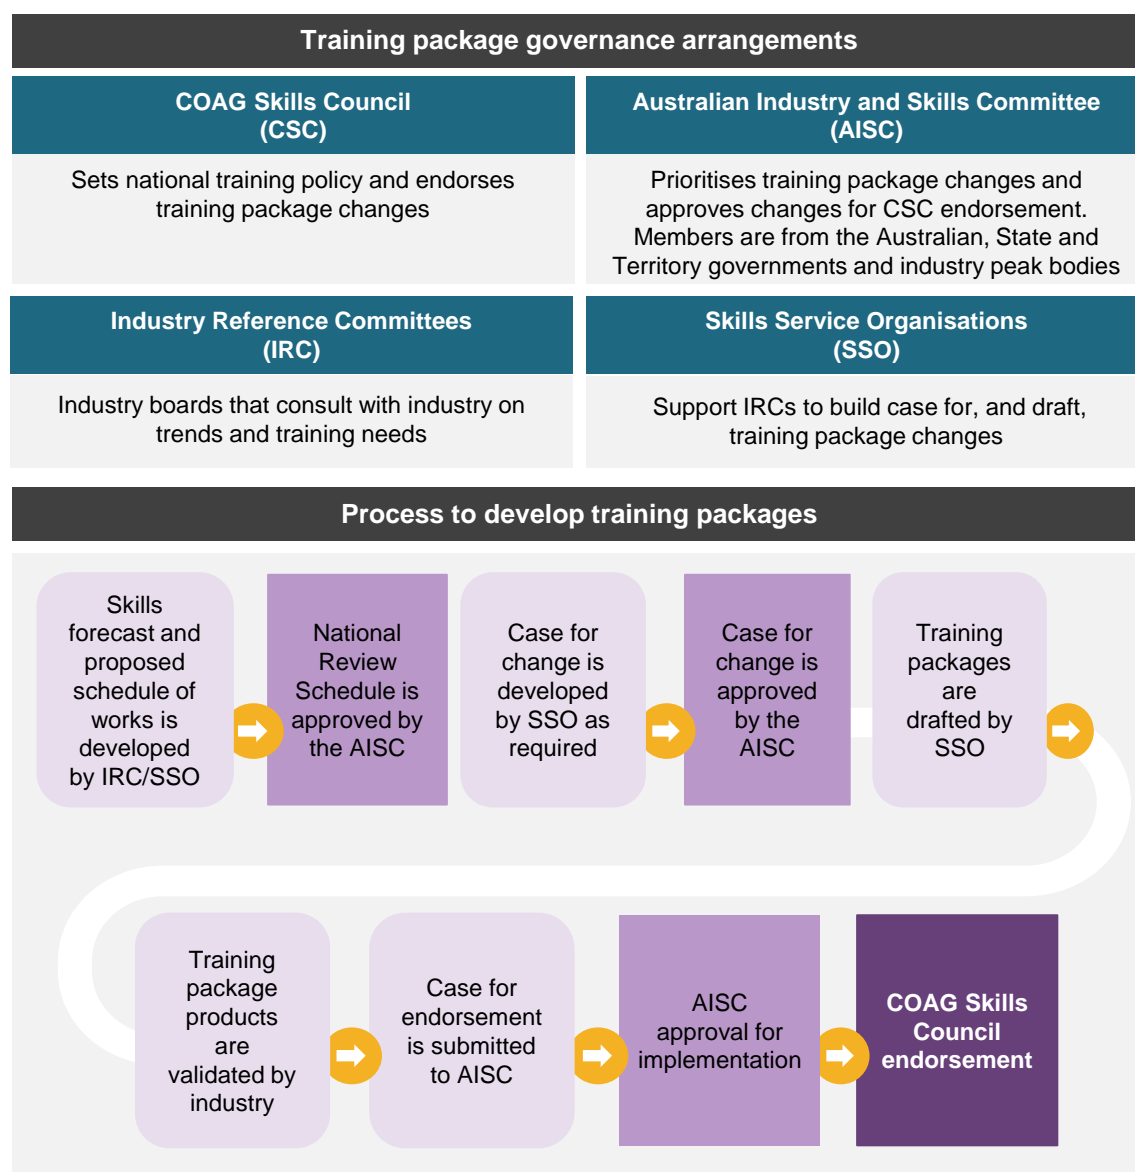 Training package governance arrangements
COAG Skills Council
(CSC)
Sets national training policy and endorses
training package changes
Australian Industry and Skills Committee
(AISC)
Prioritises training package changes and
approves changes for CSC endorsement.
Members are from the Australian, State and
Territory governments and industry peak bodies
Industry Reference Committees
(IRC)
Industry boards that consult with industry on
trends and training needs
Skills Service Organisations
(SSO)
Support IRCs to build case for, and draft,
training package changes
Process to develop training packages
Skills
forecast and
proposed
schedule of
works is
developed
by IRC/SSO
National
Review
Schedule is
approved by
the AISC
Case for
change is
developed
by SSO as
required
Case for
change is
approved
by the
AISC
Training
packages
are
drafted by
SSO
Training
package
products
are
validated by
industry
Case for
endorsement
is submitted
to AISC
AISC
approval for
implementation
COAG Skills
Council
endorsement